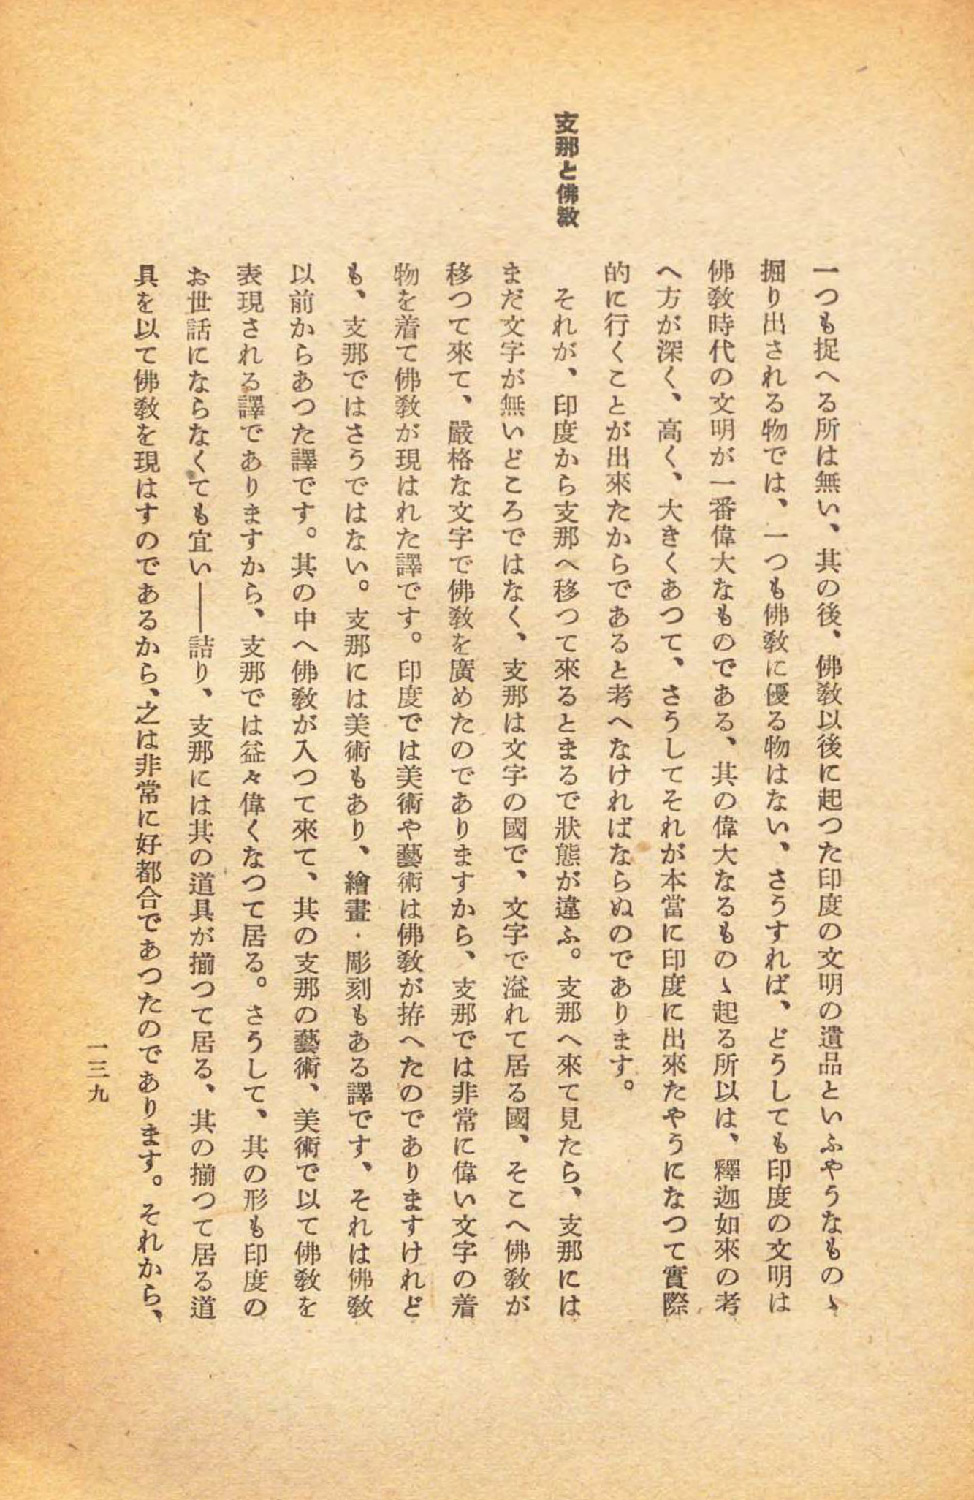 一つも捉へる所は無い、其の後、佛敎以後に起つた印度の文明の遺品といふやうなものゝ
掘り出される物では、一つも佛敎に優る物はない、さうすれば、どうしても印度の文明は
佛敎時代の文明が一番偉大なものである、其の偉大なるものゝ起る所以は、釋迦如來の考
へ方が深く、高く、大きくあつて、さうしてそれが本當に印度に出來たやうになつて實際
的に行くことが出來たからであると考へなければならぬのであります。
支那と佛敎
それが、印度から支那へ移つて來るとまるで狀態が違ふ。支那へ來て見たら、支那には
まだ文字が無いどころではなく、支那は文字の國で、文字で溢れて居る國、そこへ佛敎が
移つて來て、嚴格な文字で佛敎を廣めたのでありますから、支那では非常に偉い文字の着
物を着て佛敎が現はれた譯です。印度では美術や藝術は佛敎が拵へたのでありますけれど
も、支那ではさうではない。支那には美術もあり、繪畫・彫刻もある譯です、それは佛敎
以前からあつた譯です。其の中へ佛敎が入つて來て、其の支那の藝術、美術で以て佛敎を
表現される譯でありますから、支那では益々偉くなつて居る。さうして、其の形も印度の
お世話にならなくても宜い――詰り、支那には其の道具が揃つて居る、其の揃つて居る道
具を以て佛敎を現はすのであるから、之は非常に好都合であつたのであります。それから、
一三九